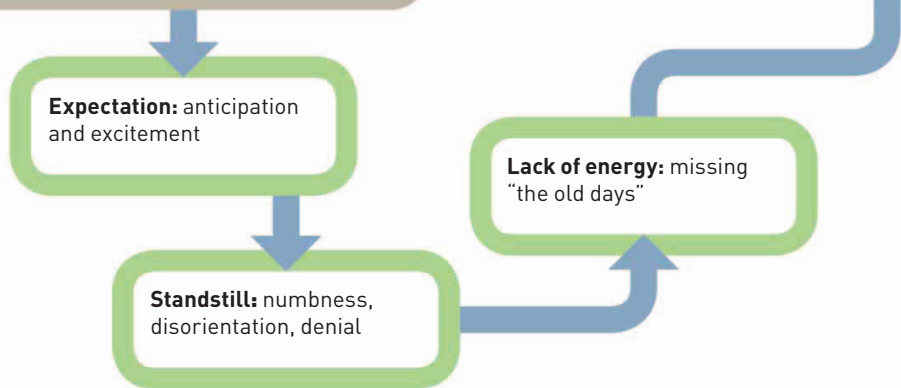 Expectation: anticipation
and excitement
Standstill: numbness,
disorientation, denial
Lack of energy: missing
“the old days”